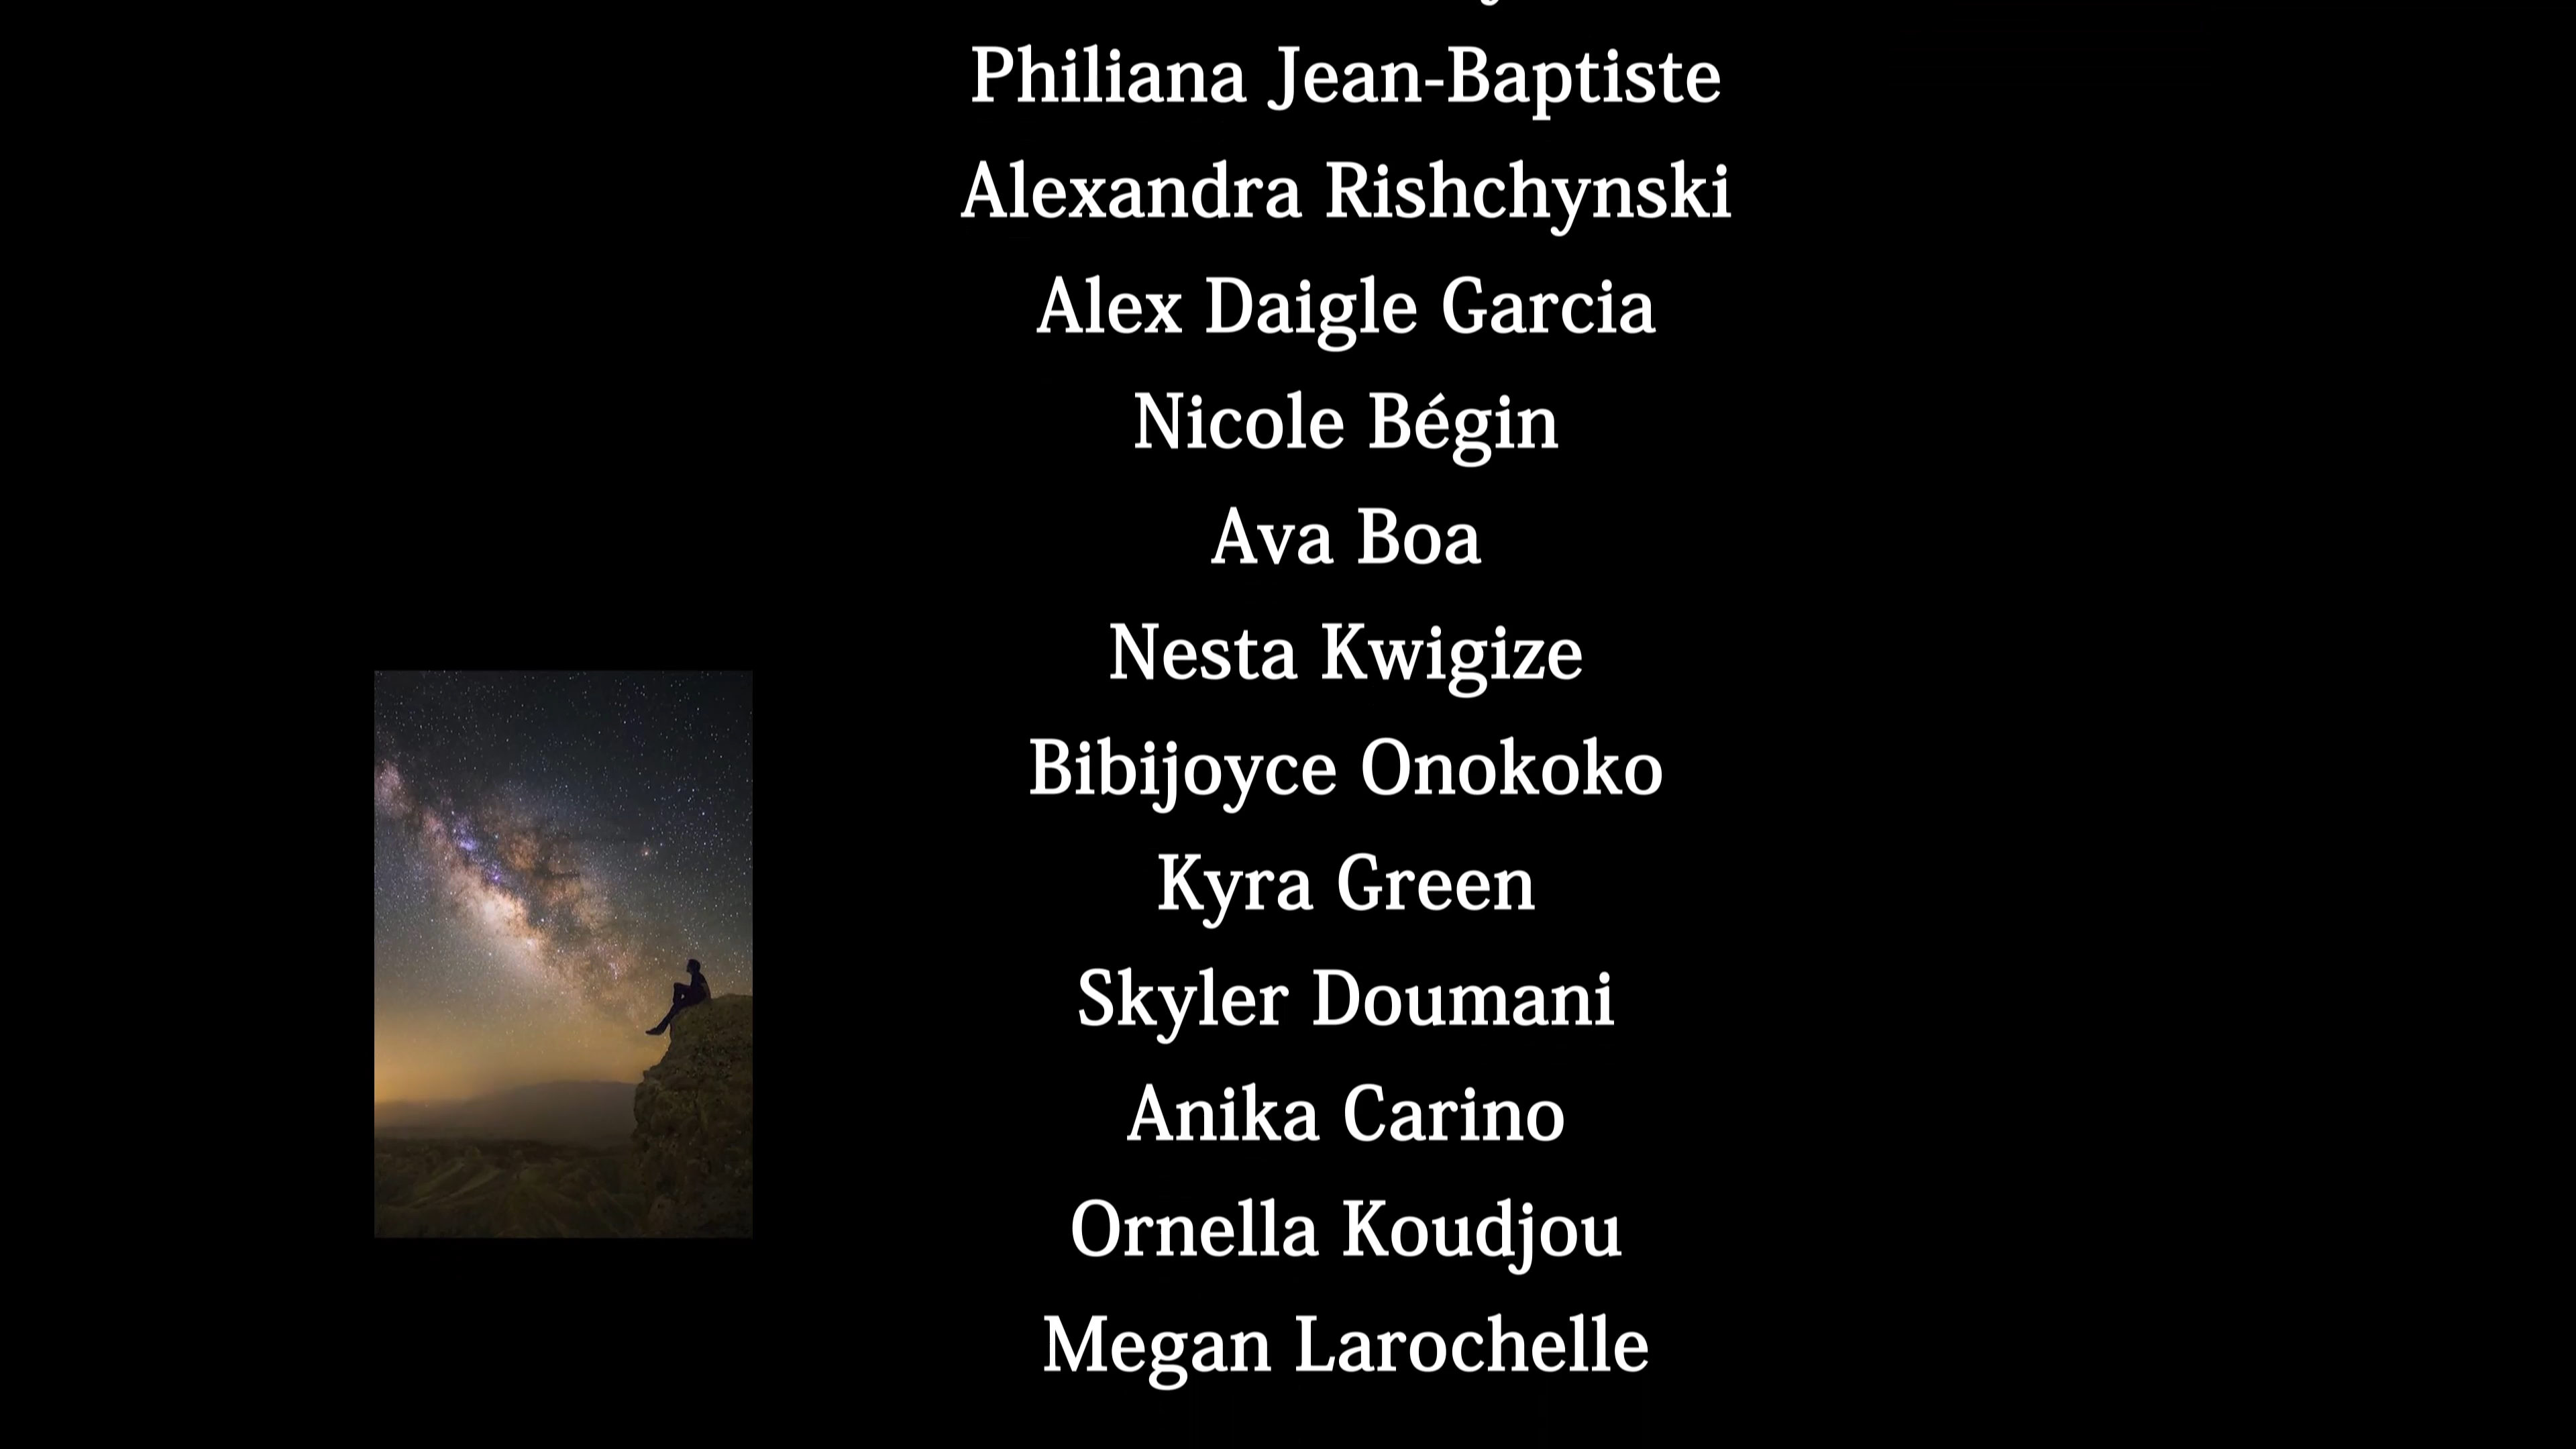 Philiana Jean-Baptiste
Alexandra Rishchynski
Alex Daigle Garcia
Nicole Bégin
Ava Boa
Nesta Kwigize
Bibijoyce Onokoko
Kyra Green
Skyler Doumani
Anika Carino
Ornella Koudjou
Megan Larochelle